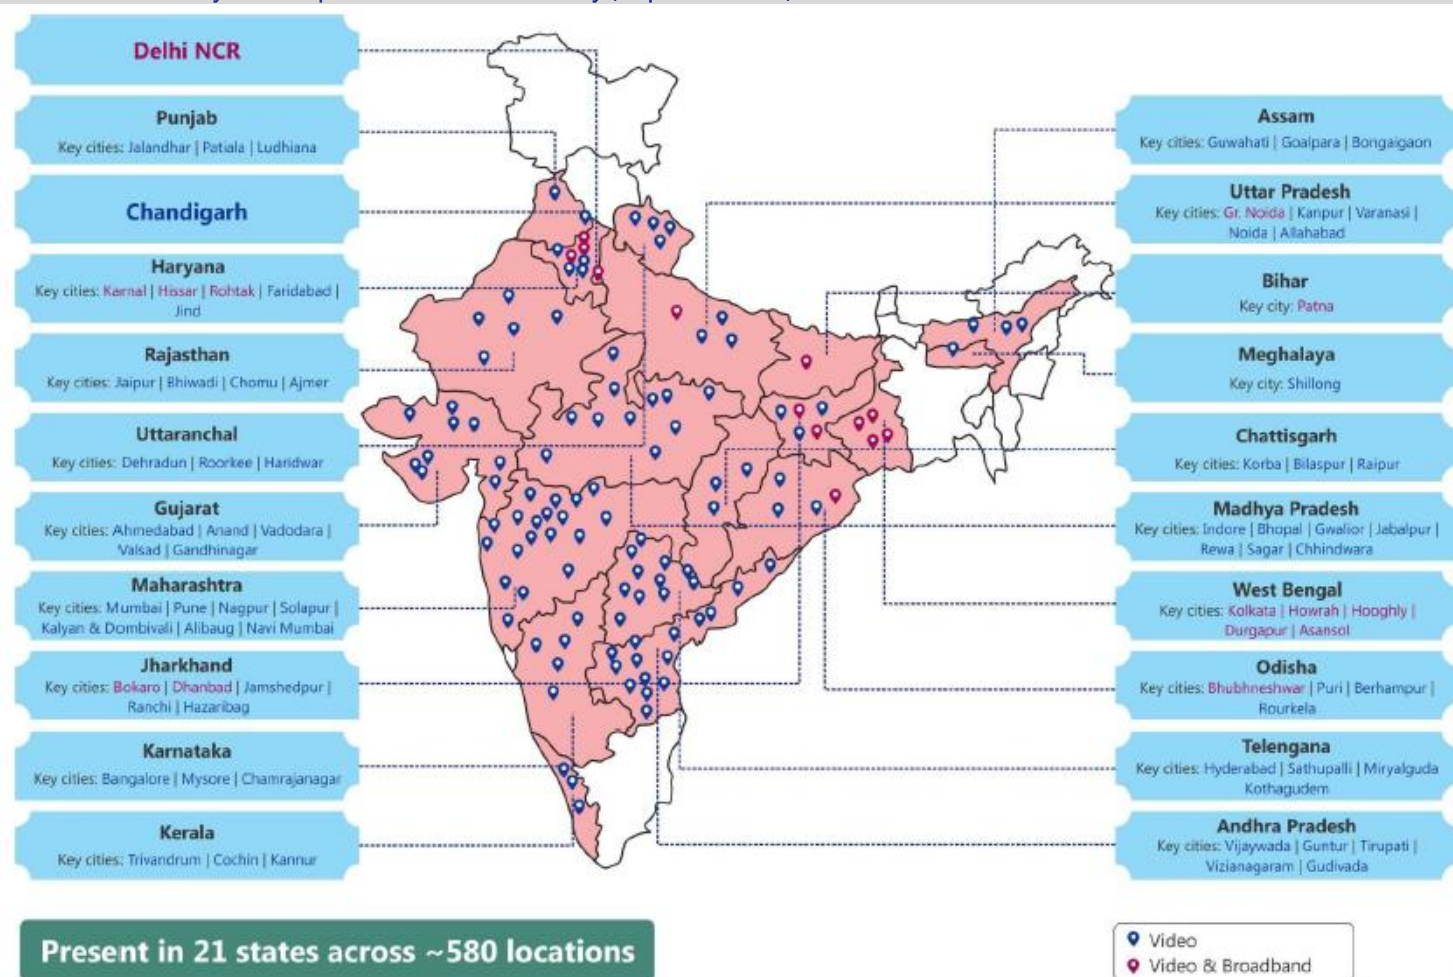 Delhi NCR
Punjab
Key cities: Jalandhar | Patiala | Ludhiana
Chandigarh
Haryana
Key cities: Karnal | Hissar | Rohtak | Faridabad |
Jind
Rajasthan
Key cities: Jaipur | Bhiwadi | Chomu | Ajmer
Uttaranchal
Key cities: Dehradun | Roorkee | Haridwar
Gujarat
Key cities: Ahmedabad | Anand | Vadodara |
Valsad | Gandhinagar
Maharashtra
Key cities: Mumbai | Pune | Nagpur | Solapur |
Kalyan & Dombivali | Alibaug | Navi Mumbai
Jharkhand
Key cities: Bokaro | Dhanbad | Jamshedpur |
Ranchi | Hazaribag
Karnataka
Key cities: Bangalore | Mysore | Chamrajanagar
Kerala
Key cities: Trivandrum | Cochin | Kannur
Assam
Key cities: Guwahati | Goalpara | Bongaigaon
Uttar Pradesh
Key cities: Gr. Noida | Kanpur | Varanasi |
Noida | Allahabad
Bihar
Key city: Patna
Meghalaya
Key city: Shillong
Chattisgarh
Key cities: Korba | Bilaspur | Raipur
Madhya Pradesh
Key cities: Indore | Bhopal | Gwalior | Jabalpur |
Rewa | Sagar | Chhindwara
West Bengal
Key cities: Kolkata | Howrah | Hooghly |
Durgapur | Asansol
Odisha
Key cities: Bhubhneshwar | Puri | Berhampur |
Rourkela
Telengana
Key cities: Hyderabad | Sathupalli | Miryalguda
Kothagudem
Andhra Pradesh
Key cities: Vijaywada | Guntur | Tirupati |
Vizianagaram | Gudivada
Present in 21 states across ~580 locations
Video
Video & Broadband